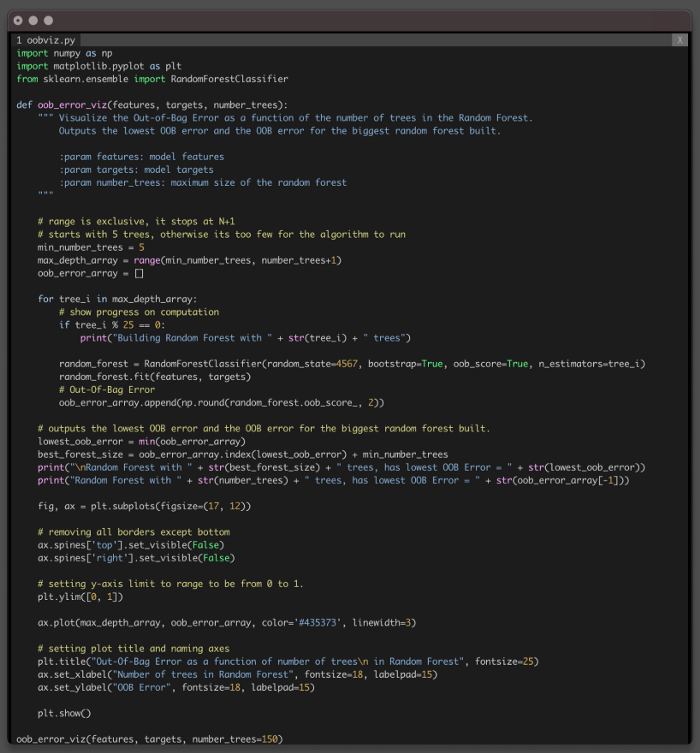 1 oobviz.py X
import numpy as np
import matplotlib.pyplot as plt
from sklearn.ensemble import RandomForestClassifier

def oob_error_viz(features, targets, number_trees):
    """ Visualize the Out-of-Bag Error as a function of the number of trees in the Random Forest.
        Outputs the lowest OOB error and the OOB error for the biggest random forest built.

        :param features: model features
        :param targets: model targets
        :param number_trees: maximum size of the random forest
    """

    # range is exclusive, it stops at N+1
    # starts with 5 trees, otherwise its too few for the algorithm to run
    min_number_trees = 5
    max_depth_array = range(min_number_trees, number_trees+1)
    oob_error_array = []

    for tree_i in max_depth_array:
        # show progress on computation
        if tree_i % 25 == 0:
            print("Building Random Forest with " + str(tree_i) + " trees")

        random_forest = RandomForestClassifier(random_state=4567, bootstrap=True, oob_score=True, n_estimators=tree_i)
        random_forest.fit(features, targets)
        # Out-Of-Bag Error
        oob_error_array.append(np.round(random_forest.oob_score_, 2))

    # outputs the lowest OOB error and the OOB error for the biggest random forest built.
    lowest_oob_error = min(oob_error_array)
    best_forest_size = oob_error_array.index(lowest_oob_error) + min_number_trees
    print("\nRandom Forest with " + str(best_forest_size) + " trees, has lowest OOB Error = " + str(lowest_oob_error))
    print("Random Forest with " + str(number_trees) + " trees, has lowest OOB Error = " + str(oob_error_array[-1]))

    fig, ax = plt.subplots(figsize=(17, 12))

    # removing all borders except bottom
    ax.spines['top'].set_visible(False)
    ax.spines['right'].set_visible(False)

    # setting y-axis limit to range to be from 0 to 1.
    plt.ylim([0, 1])

    ax.plot(max_depth_array, oob_error_array, color='#435373', linewidth=3)

    # setting plot title and naming axes
    plt.title("Out-Of-Bag Error as a function of number of trees\n in Random Forest", fontsize=25)
    ax.set_xlabel("Number of trees in Random Forest", fontsize=18, labelpad=15)
    ax.set_ylabel("OOB Error", fontsize=18, labelpad=15)

    plt.show()

oob_error_viz(features, targets, number_trees=150)